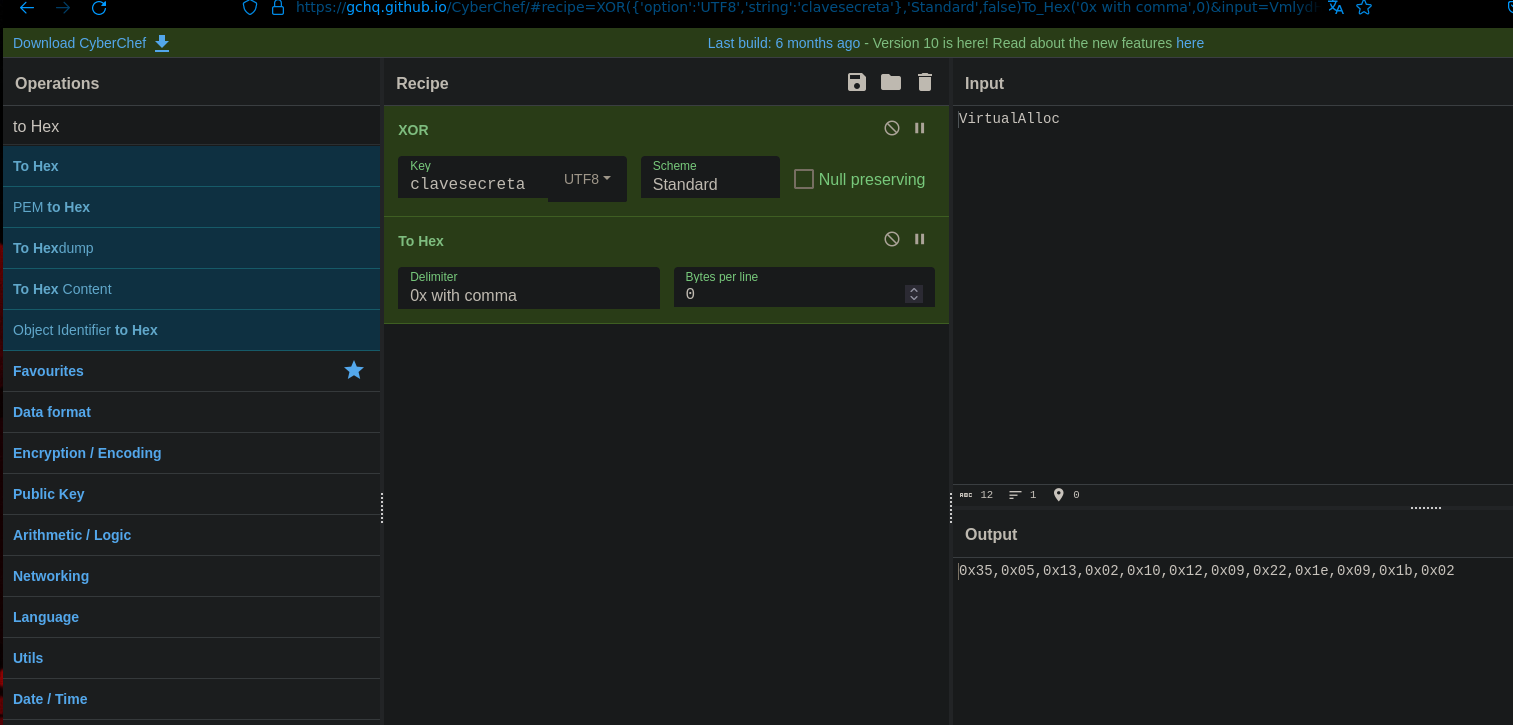 https://gchq.github.io/CyberChef/#recipe=XOR({'option':'UTF8','string':'clavesecreta'},'Standard',false)To_Hex('0x with comma',0)&input=Vmlyd
Download CyberChef
Last build: 6 months ago - Version 10 is here! Read about the new features here
Operations
to Hex
To Hex
PEM to Hex
To Hexdump
To Hex Content
Object Identifier to Hex
Favourites
Data format
Encryption / Encoding
Public Key
Arithmetic / Logic
Networking
Language
Utils
Date / Time
Recipe
XOR
Key
clavesecreta
UTF8
Scheme
Standard
Null preserving
To Hex
Delimiter
0x with comma
Bytes per line
0
Input
VirtualAlloc
ABC 12 1 0
Output
0x35,0x05,0x13,0x02,0x10,0x12,0x09,0x22,0x1e,0x09,0x1b,0x02